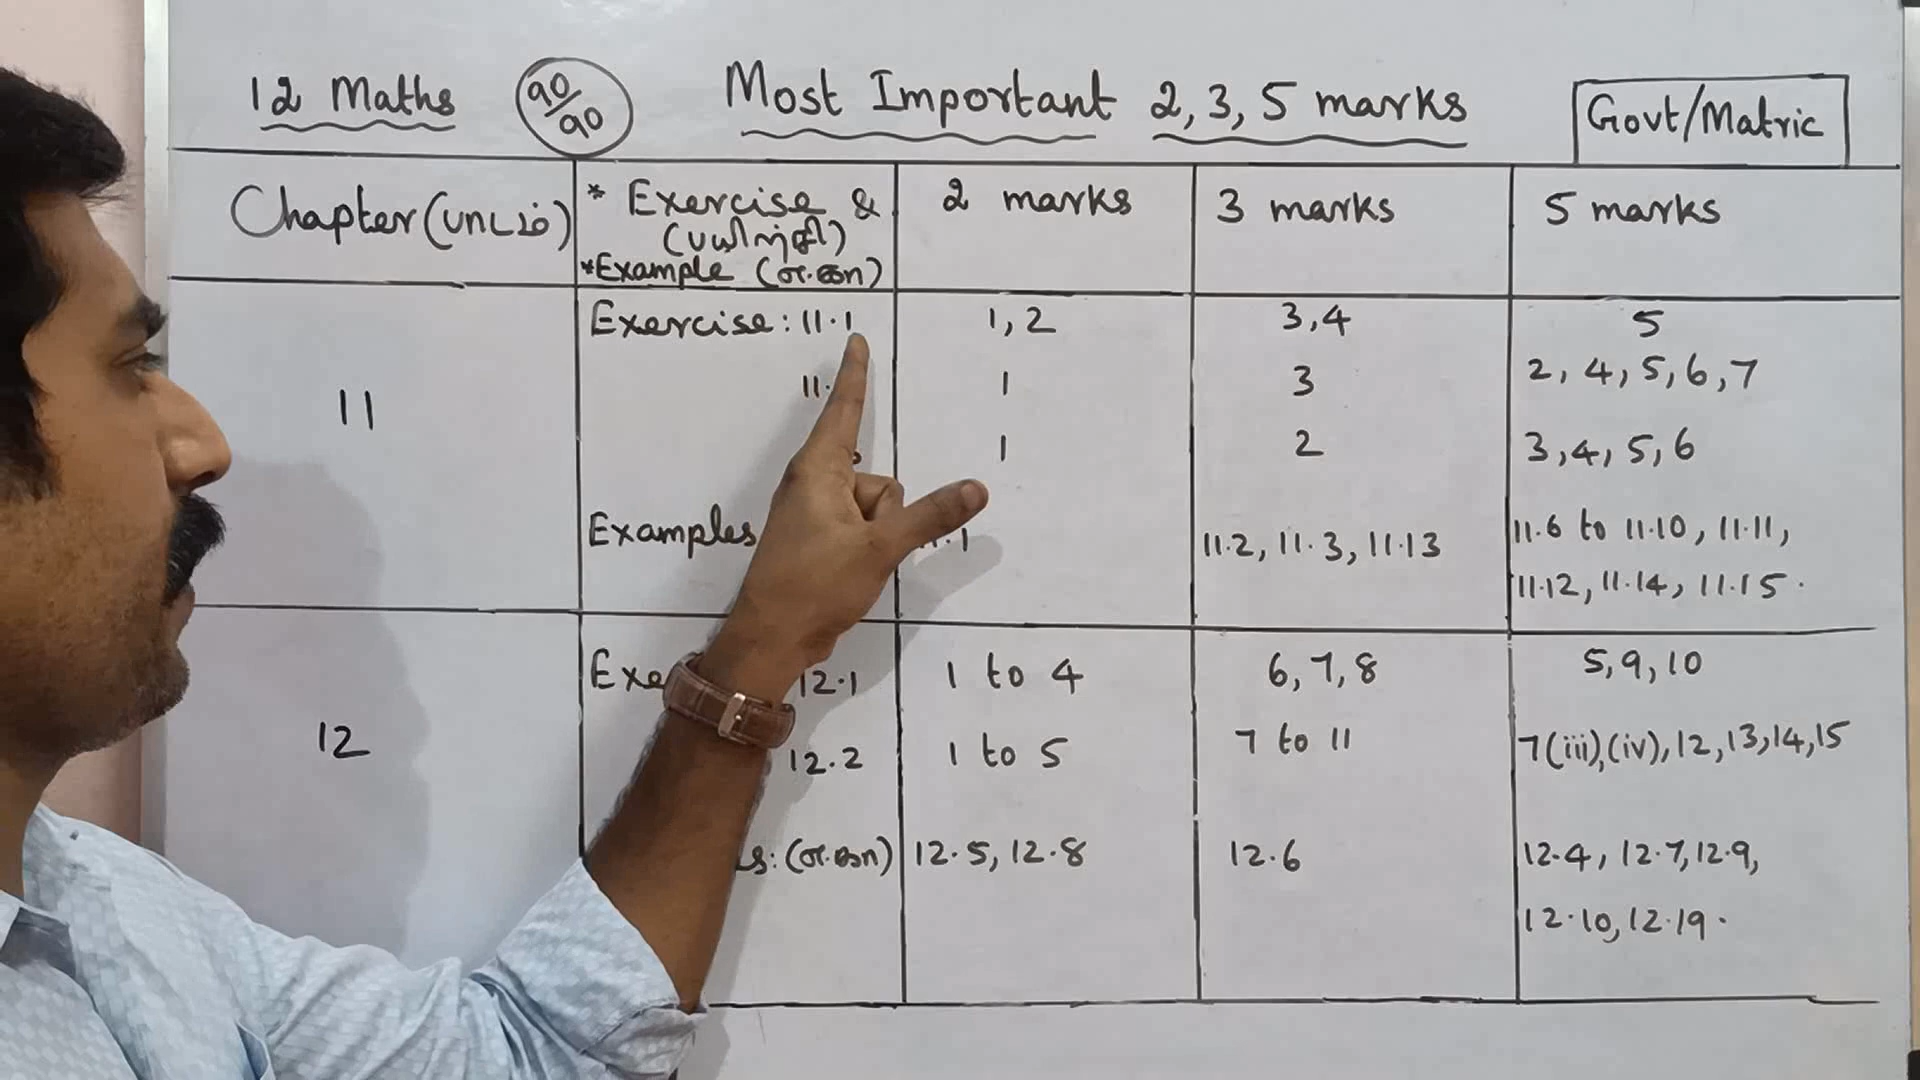 12 Maths 90/90 Most Important 2, 3, 5 marks Govt/Matric
Chapter (பாடம்) * Exercise & 2 marks 3 marks 5 marks
(பயிற்சி)
*Example (எ.கா)
Exercise: 11.1 1, 2 3, 4 5
11. 1 3 2, 4, 5, 6, 7
11
1 2 3, 4, 5, 6
Examples 11.1 11.2, 11.3, 11.13 11.6 to 11.10, 11.11,
11.12, 11.14, 11.15.
Exe 12.1 1 to 4 6, 7, 8 5, 9, 10
12 12.2 1 to 5 7 to 11 7(iii),(iv), 12, 13, 14, 15
s: (எ.கா) 12.5, 12.8 12.6 12.4, 12.7, 12.9,
12.10, 12.19.